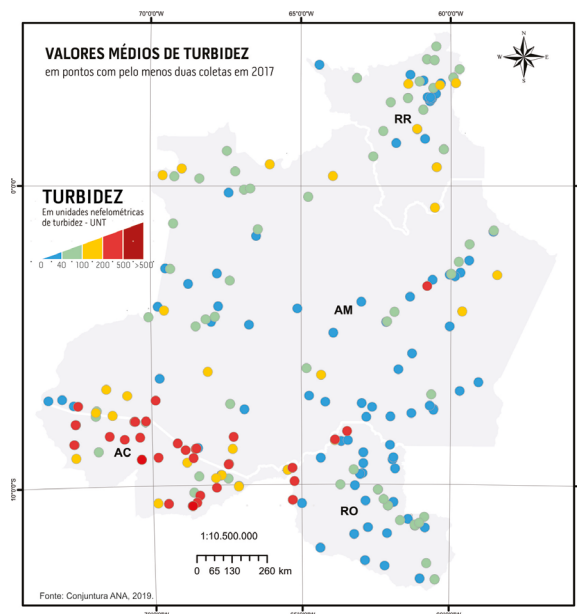 70°0'0"W 65°0'0"W 60°0'0"W
VALORES MÉDIOS DE TURBIDEZ
em pontos com pelo menos duas coletas em 2017
N
W E
S
RR
0°0'0"
TURBIDEZ
Em unidades nefelométricas
de turbidez - UNT
0 40 100 200 500 >500
AM
AC
10°0'0"S
RO
1:10.500.000
0 65 130 260 km
Fonte: Conjuntura ANA, 2019.